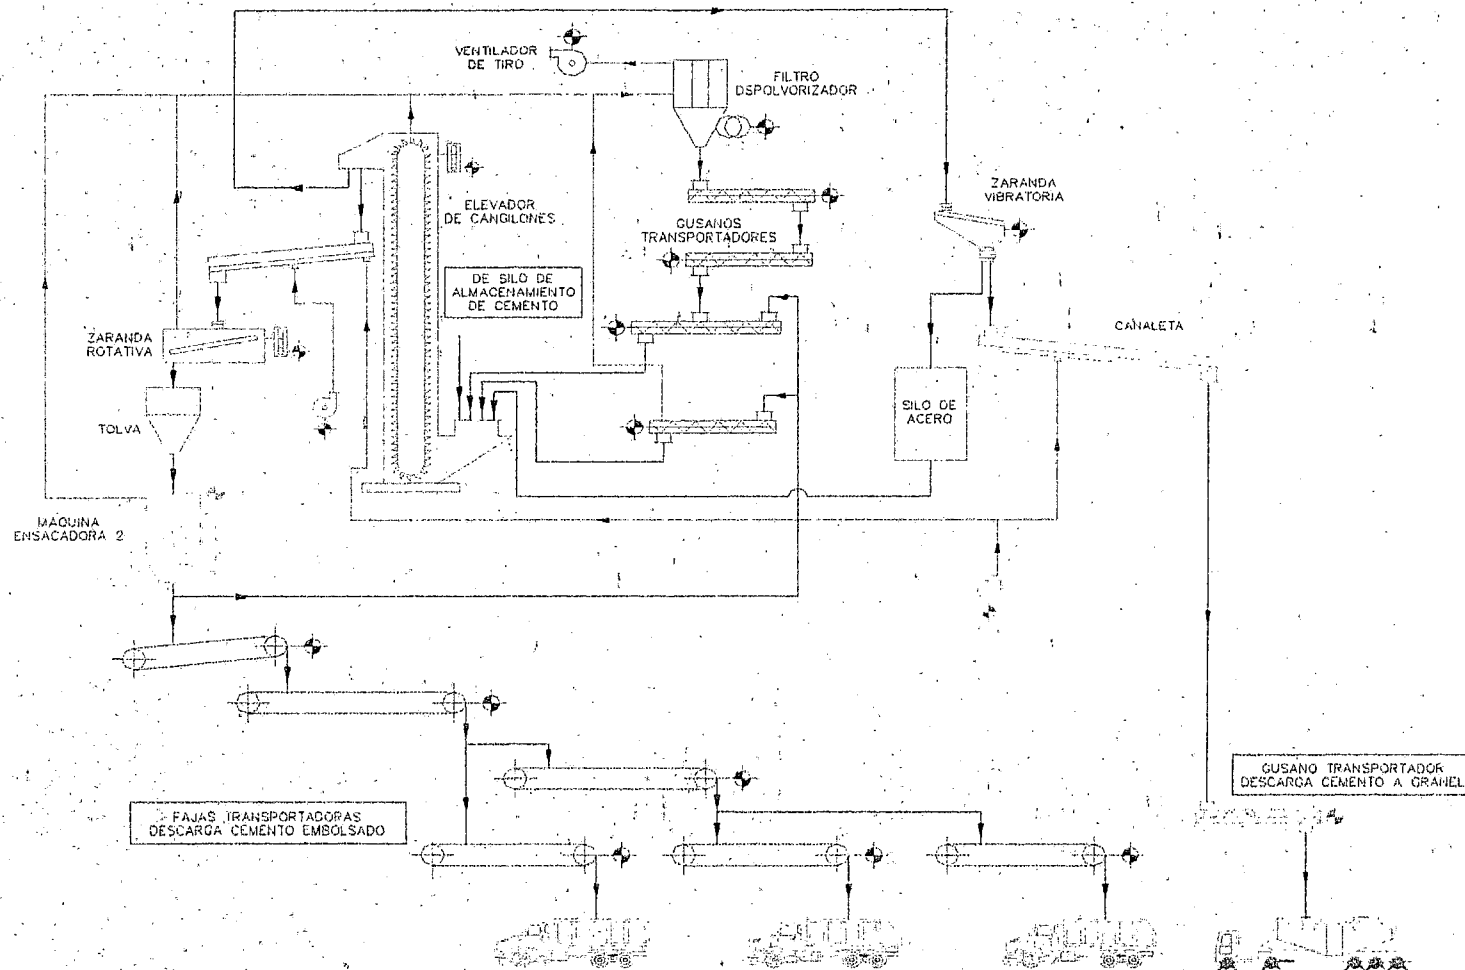 VENTILADOR
DE TIRO
FILTRO
DSPOLVORIZADOR
ZARANDA
VIBRATORIA
ELEVADOR
DE CANGILONES
GUSANOS
TRANSPORTADORES
DE SILO DE
ALMACENAMIENTO
DE CEMENTO
ZARANDA
ROTATIVA
CANALETA
SILO DE
ACERO
TOLVA
MAQUINA
ENSACADORA 2
GUSANO TRANSPORTADOR
DESCARGA CEMENTO A GRANEL
FAJAS TRANSPORTADORAS
DESCARGA CEMENTO EMBOLSADO